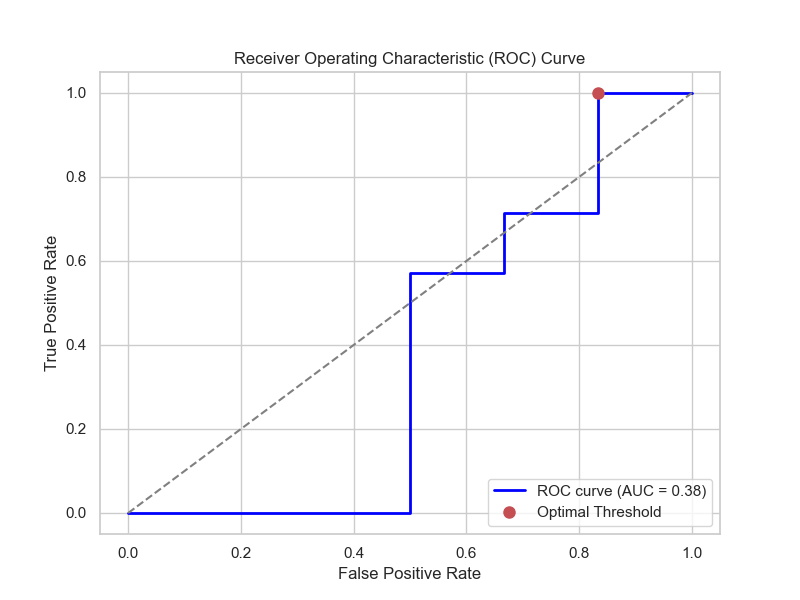 Receiver Operating Characteristic (ROC) Curve
True Positive Rate
1.0
0.8
0.6
0.4
0.2
0.0
0.0 0.2 0.4 0.6 0.8 1.0
False Positive Rate
ROC curve (AUC = 0.38)
Optimal Threshold